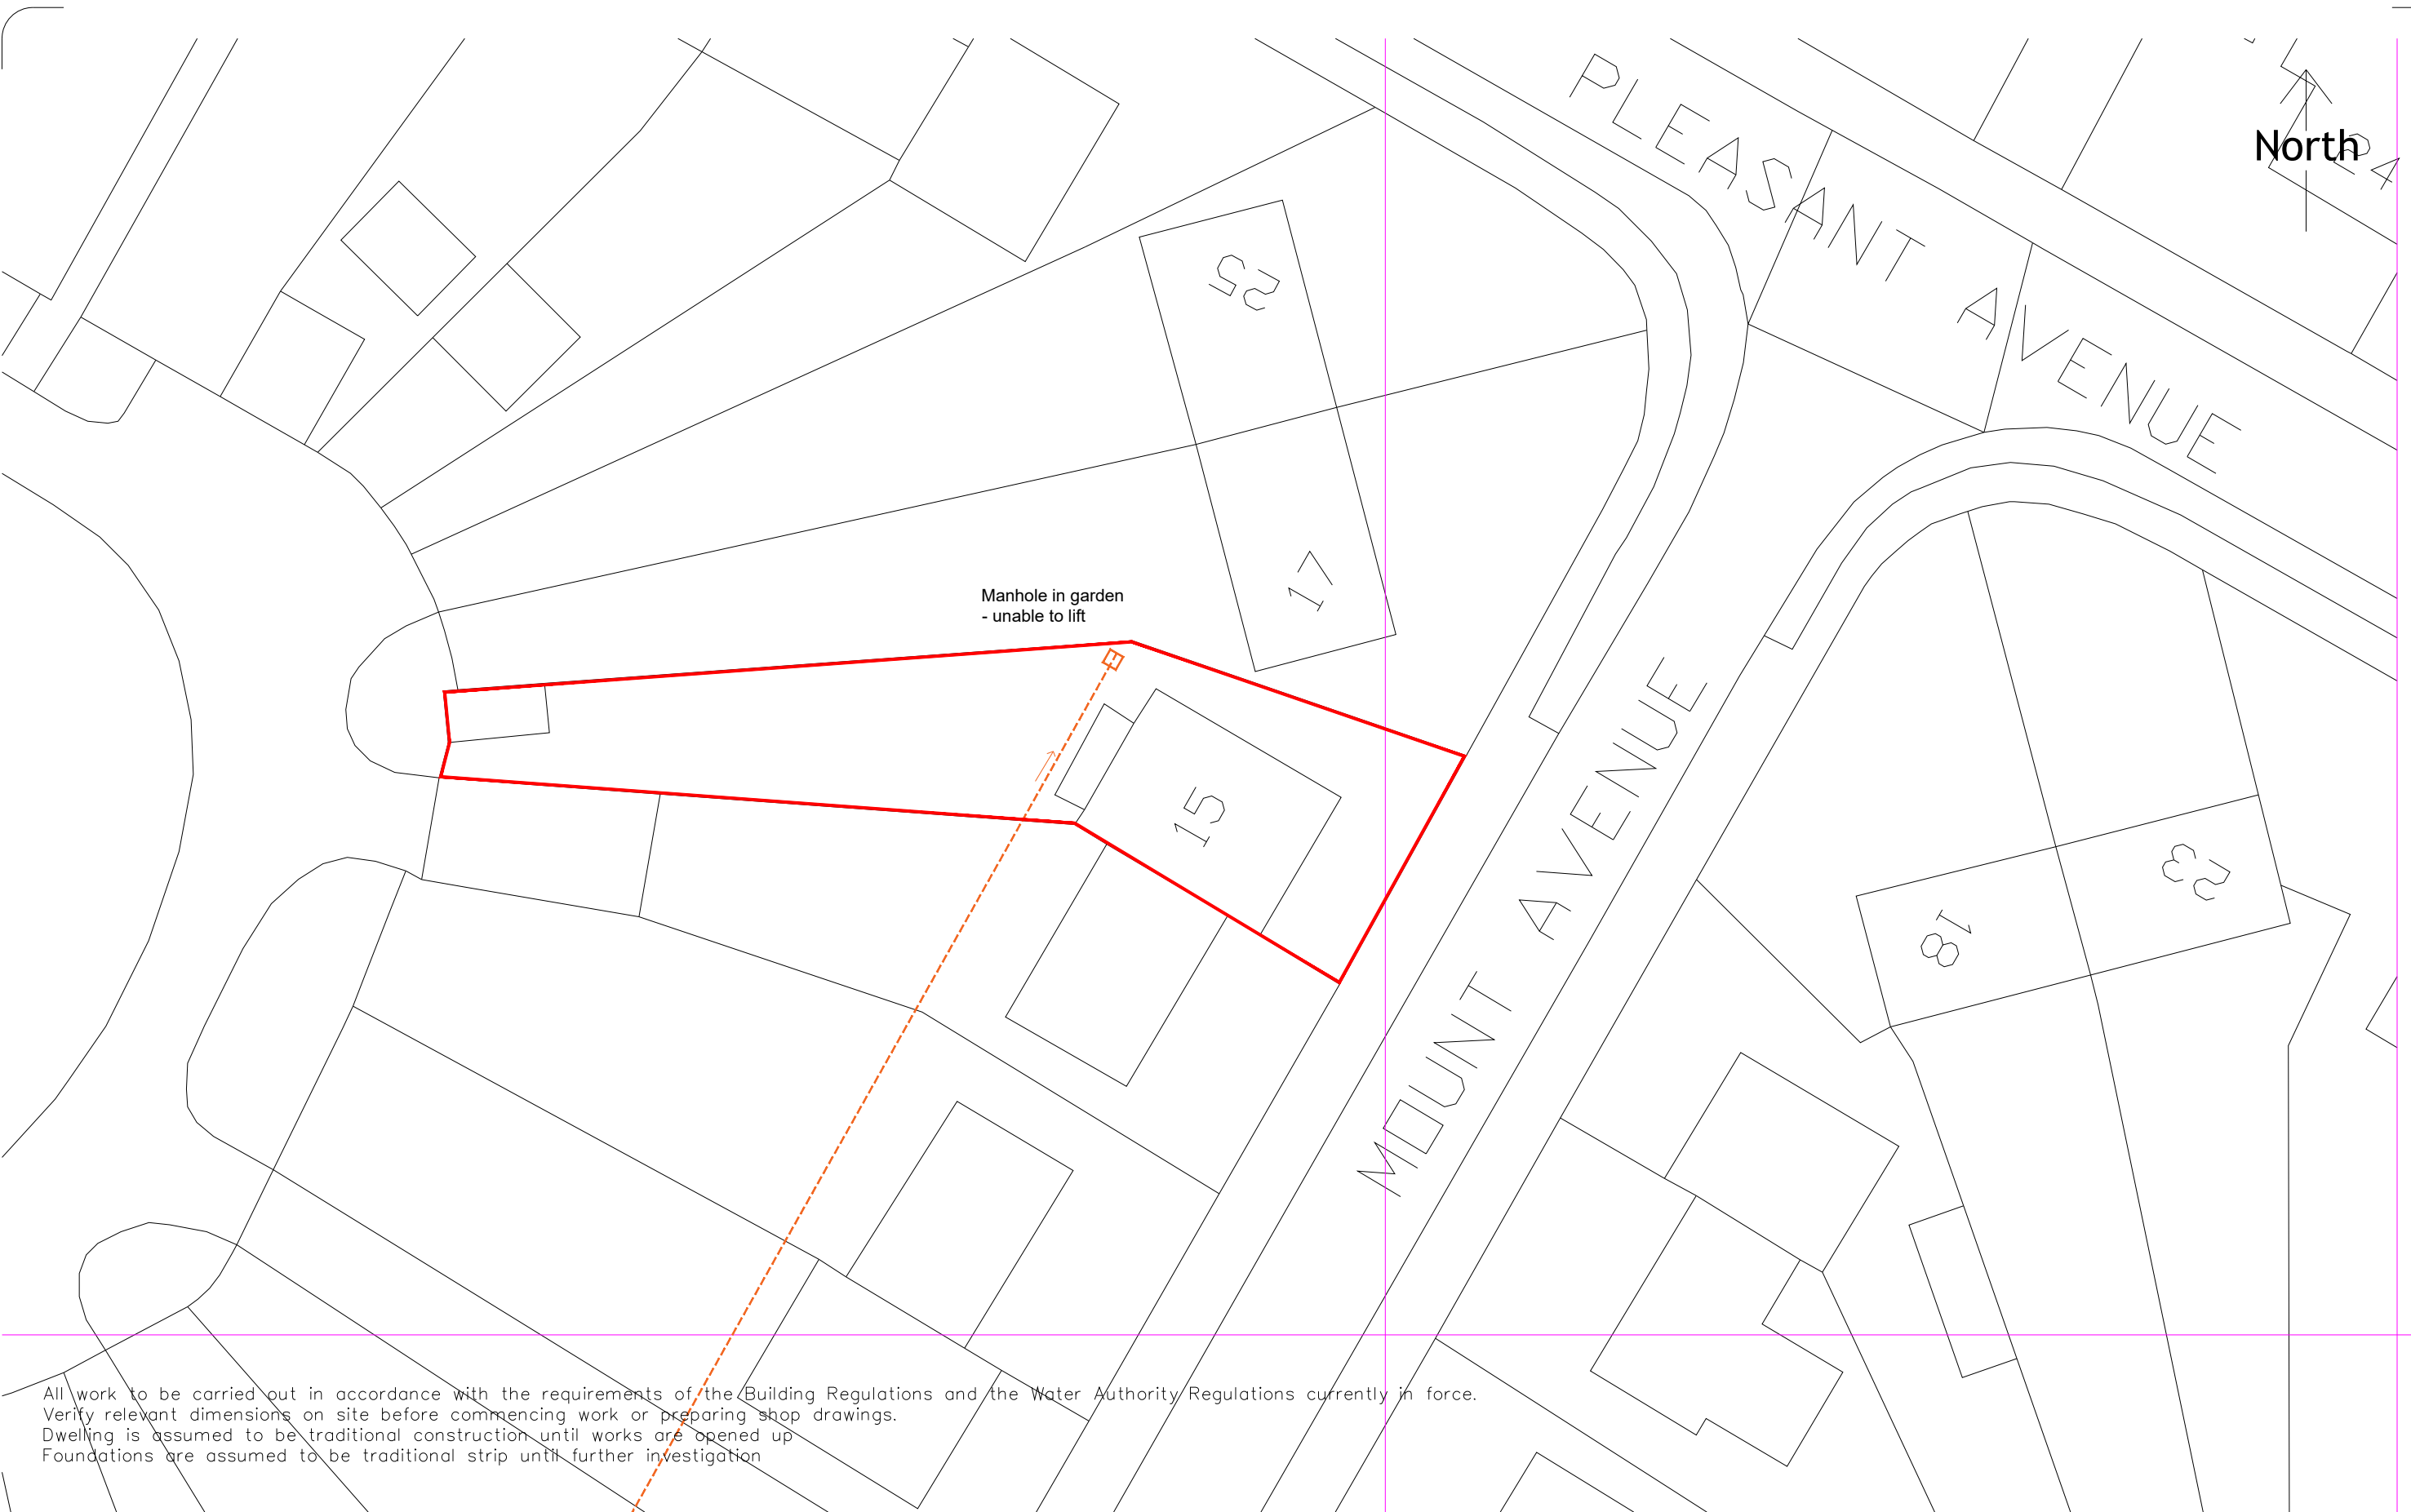 PLEASANT AVENUE
North
24
25
17
Manhole in garden
- unable to lift
15
MOUNT AVENUE
23
18
All work to be carried out in accordance with the requirements of the Building Regulations and the Water Authority Regulations currently in force.
Verify relevant dimensions on site before commencing work or preparing shop drawings.
Dwelling is assumed to be traditional construction until works are opened up
Foundations are assumed to be traditional strip until further investigation